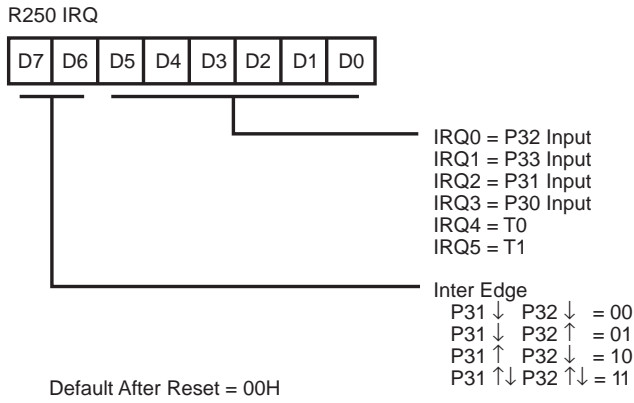 R250 IRQ
D7 D6 D5 D4 D3 D2 D1 D0
IRQ0 = P32 Input
IRQ1 = P33 Input
IRQ2 = P31 Input
IRQ3 = P30 Input
IRQ4 = T0
IRQ5 = T1
Inter Edge
P31 ↓ P32 ↓ = 00
P31 ↓ P32 ↑ = 01
P31 ↑ P32 ↓ = 10
P31 ↑↓ P32 ↑↓ = 11
Default After Reset = 00H